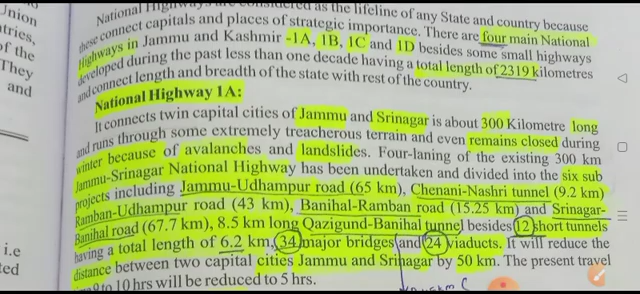 Union
tries,
of the
They
and
i.e
ted
National Highways are considered as the lifeline of any State and country because
these connect capitals and places of strategic importance. There are four main National
Highways in Jammu and Kashmir -1A, 1B, 1C and 1D besides some small highways
developed during the past less than one decade having a total length of 2319 kilometres
and connect length and breadth of the state with rest of the country.
National Highway 1A:
It connects twin capital cities of Jammu and Srinagar is about 300 Kilometre long
and runs through some extremely treacherous terrain and even remains closed during
winter because of avalanches and landslides. Four-laning of the existing 300 km
Jammu-Srinagar National Highway has been undertaken and divided into the six sub
projects including Jammu-Udhampur road (65 km), Chenani-Nashri tunnel (9.2 km)
Ramban-Udhampur road (43 km), Banihal-Ramban road (15.25 km) and Srinagar-
Banihal road (67.7 km), 8.5 km long Qazigund-Banihal tunnel besides 12 short tunnels
having a total length of 6.2 km, 34 major bridges and 24 viaducts. It will reduce the
distance between two capital cities Jammu and Srinagar by 50 km. The present travel
to 10 hrs will be reduced to 5 hrs.